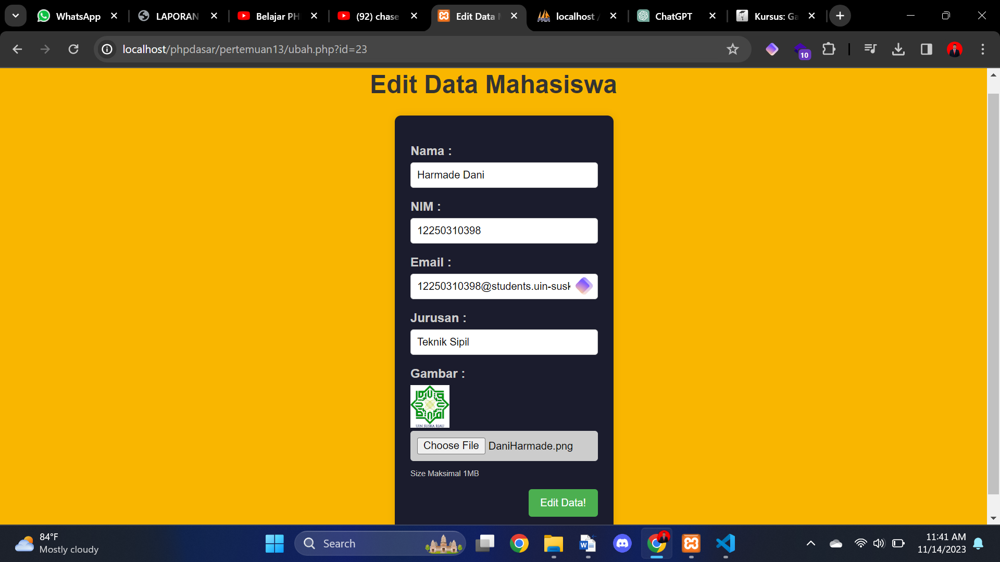 WhatsApp
LAPORAN
Belajar PH
(92) chase
Edit Data
localhost /
ChatGPT
Kursus: Ga
localhost/phpdasar/pertemuan13/ubah.php?id=23
10
Edit Data Mahasiswa
Nama :
Harmade Dani
NIM :
12250310398
Email :
12250310398@students.uin-susk
Jurusan :
Teknik Sipil
Gambar :
UIN SUSKA RIAU
Choose File DaniHarmade.png
Size Maksimal 1MB
Edit Data!
84°F
Mostly cloudy
Search
11:41 AM
11/14/2023